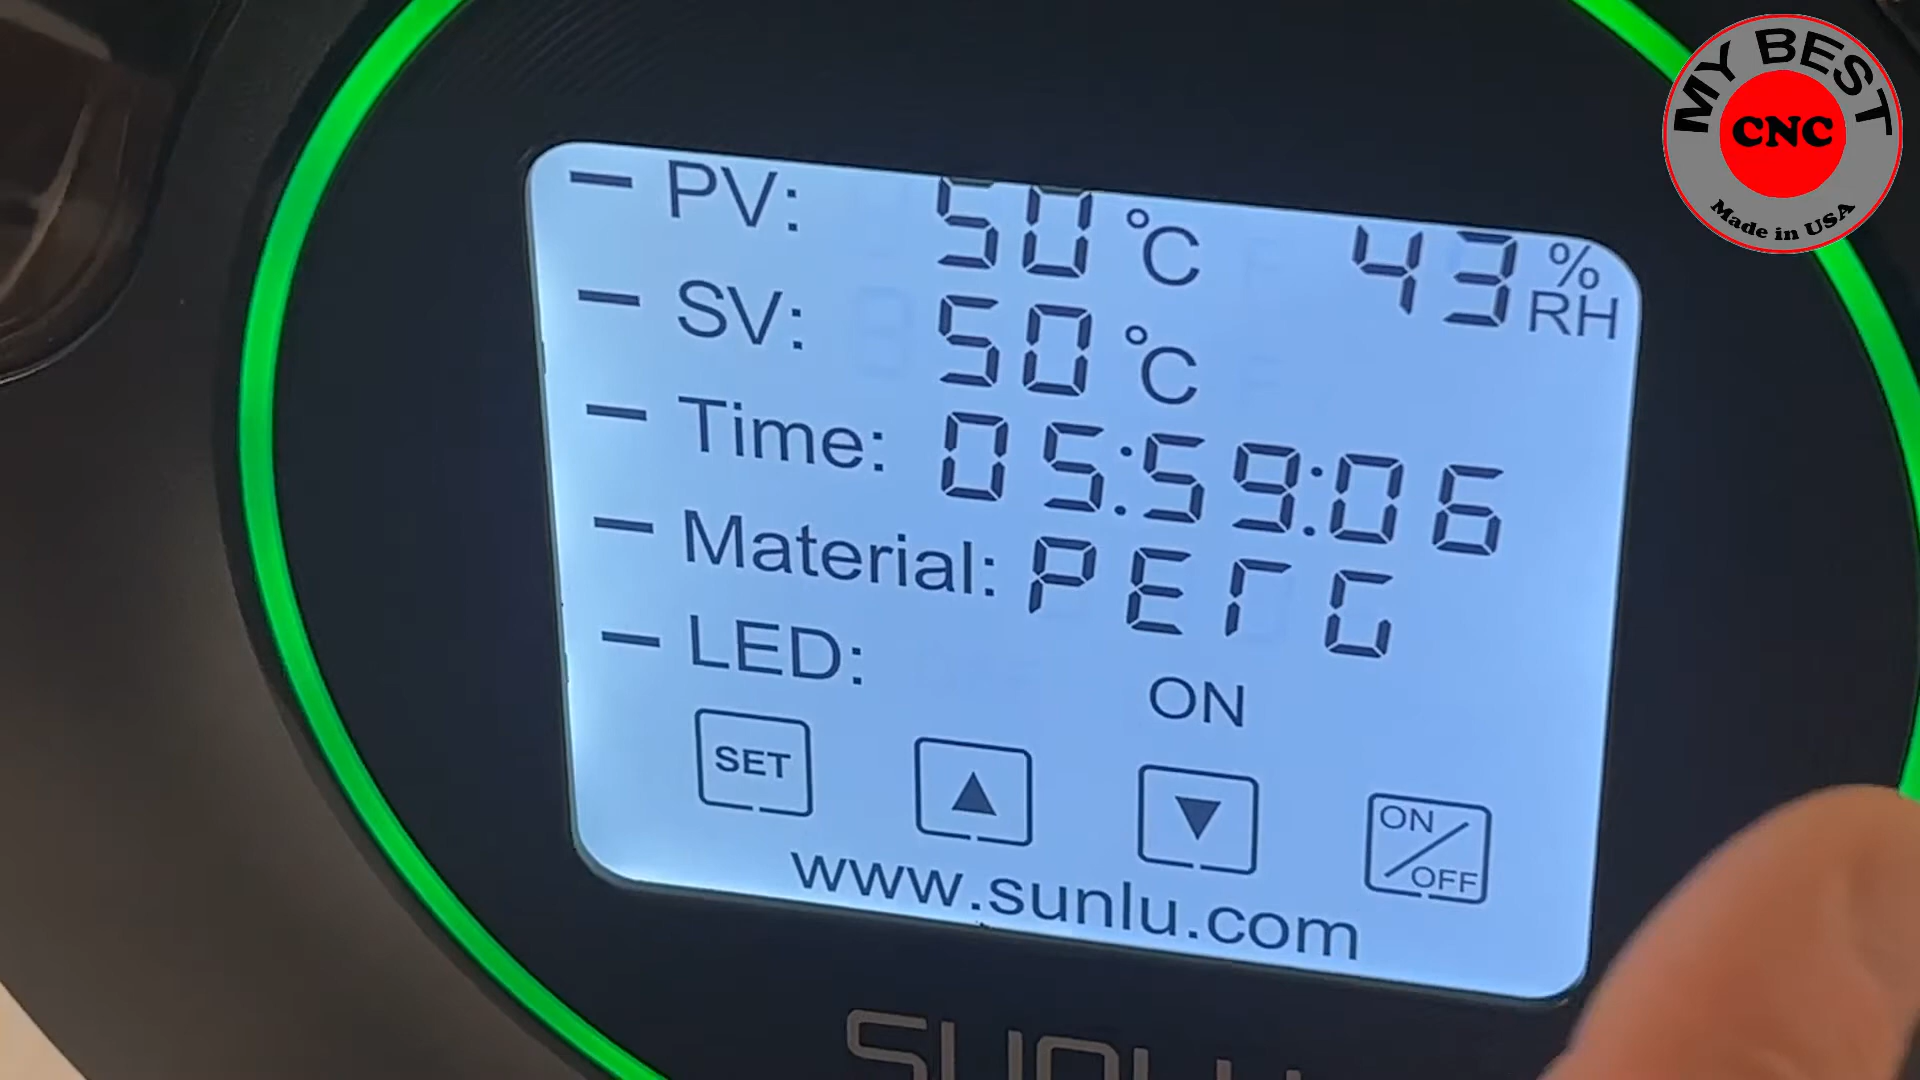 MY BEST
CNC
Made in USA
PV: 50 °C 43 % RH
SV: 50 °C
Time: 05:59:06
Material: PETG
LED: ON
SET ▲ ▼ ON/OFF
www.sunlu.com
SUNLU